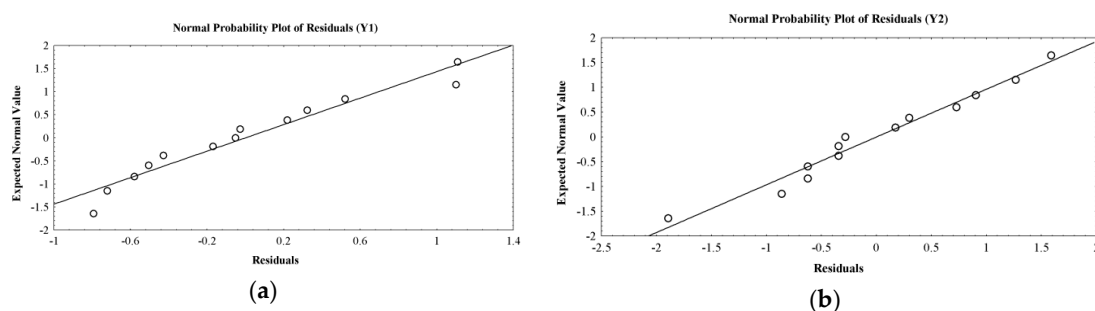 Normal Probability Plot of Residuals (Y1)
Expected Normal Value
2
1.5
1
0.5
0
-0.5
-1
-1.5
-2
-1 -0.6 -0.2 0.2 0.6 1 1.4
Residuals
(a)
Normal Probability Plot of Residuals (Y2)
Expected Normal Value
2
1.5
1
0.5
0
-0.5
-1
-1.5
-2
-2.5 -2 -1.5 -1 -0.5 0 0.5 1 1.5 2
Residuals
(b)